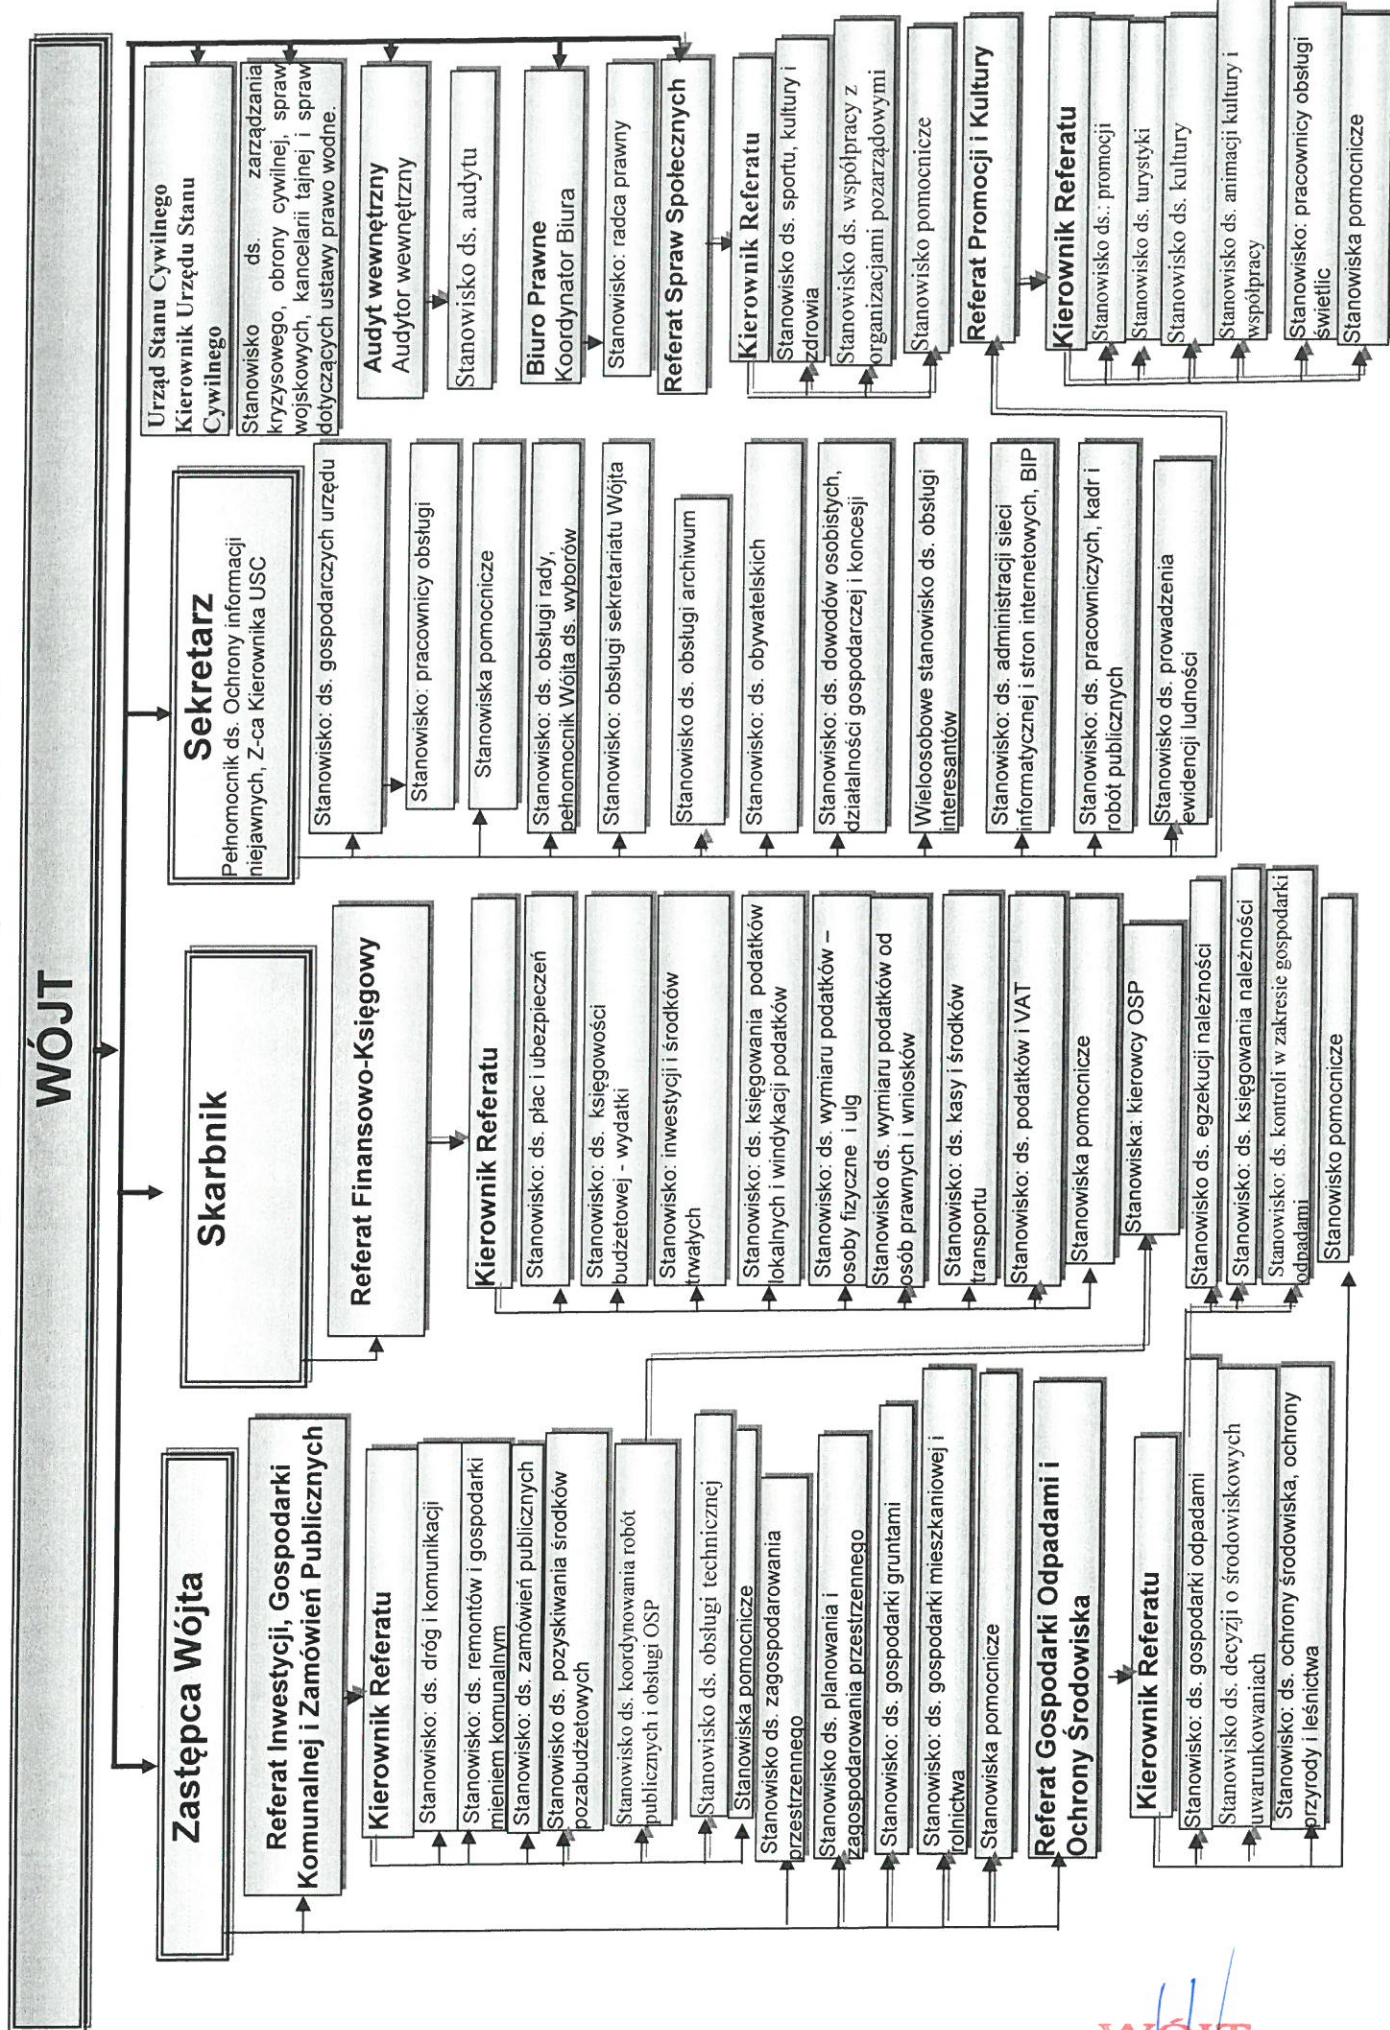 WÓJT
Zastępca Wójta
Referat Inwestycji, Gospodarki
Komunalnej i Zamówień Publicznych
Kierownik Referatu
Stanowisko: ds. dróg i komunikacji
Stanowisko: ds. remontów i gospodarki
mieniem komunalnym
Stanowisko: ds. zamówień publicznych
Stanowisko ds. pozyskiwania środków
pozabudżetowych
Stanowisko ds. koordynowania robót
publicznych i obsługi OSP
Stanowisko ds. obsługi technicznej
Stanowiska pomocnicze
Stanowisko ds. zagospodarowania
przestrzennego
Stanowisko ds. planowania i
zagospodarowania przestrzennego
Stanowisko: ds. gospodarki gruntami
Stanowisko: ds. gospodarki mieszkaniowej i
rolnictwa
Stanowiska pomocnicze
Referat Gospodarki Odpadami i
Ochrony Środowiska
Kierownik Referatu
Stanowisko: ds. gospodarki odpadami
Stanowisko ds. decyzji o środowiskowych
uwarunkowaniach
Stanowisko: ds. ochrony środowiska, ochrony
przyrody i leśnictwa
Skarbnik
Referat Finansowo-Księgowy
Kierownik Referatu
Stanowisko: ds. płac i ubezpieczeń
Stanowisko: ds. księgowości
budżetowej - wydatki
Stanowisko: inwestycji i środków
trwałych
Stanowisko: ds. księgowania podatków
lokalnych i windykacji podatków
Stanowisko: ds. wymiaru podatków –
osoby fizyczne i ulg
Stanowisko ds. wymiaru podatków od
osób prawnych i wniosków
Stanowisko: ds. kasy i środków
transportu
Stanowisko: ds. podatków i VAT
Stanowiska pomocnicze
Stanowiska: kierowcy OSP
Stanowisko ds. egzekucji należności
Stanowisko: ds. księgowania należności
Stanowisko: ds. kontroli w zakresie gospodarki
odpadami
Stanowisko pomocnicze
Sekretarz
Pełnomocnik ds. Ochrony informacji
niejawnych, Z-ca Kierownika USC
Stanowisko: ds. gospodarczych urzędu
Stanowisko: pracownicy obsługi
Stanowiska pomocnicze
Stanowisko: ds. obsługi rady,
pełnomocnik Wójta ds. wyborów
Stanowisko: obsługi sekretariatu Wójta
Stanowisko ds. obsługi archiwum
Stanowisko: ds. obywatelskich
Stanowisko: ds. dowodów osobistych,
działalności gospodarczej i koncesji
Wieloosobowe stanowisko ds. obsługi
interesantów
Stanowisko: ds. administracji sieci
informatycznej i stron internetowych, BIP
Stanowisko: ds. pracowniczych, kadr i
robót publicznych
Stanowisko ds. prowadzenia
ewidencji ludności
Urząd Stanu Cywilnego
Kierownik Urzędu Stanu
Cywilnego
Stanowisko ds. zarządzania
kryzysowego, obrony cywilnej, spraw
wojskowych, kancelarii tajnej i spraw
dotyczących ustawy prawo wodne.
Audyt wewnętrzny
Audytor wewnętrzny
Stanowisko ds. audytu
Biuro Prawne
Koordynator Biura
Stanowisko: radca prawny
Referat Spraw Społecznych
Kierownik Referatu
Stanowisko ds. sportu, kultury i
zdrowia
Stanowisko ds. współpracy z
organizacjami pozarządowymi
Stanowisko pomocnicze
Referat Promocji i Kultury
Kierownik Referatu
Stanowisko ds.: promocji
Stanowisko ds. turystyki
Stanowisko ds. kultury
Stanowisko ds. animacji kultury i
współpracy
Stanowisko: pracownicy obsługi
świetlic
Stanowiska pomocnicze
WÓJT